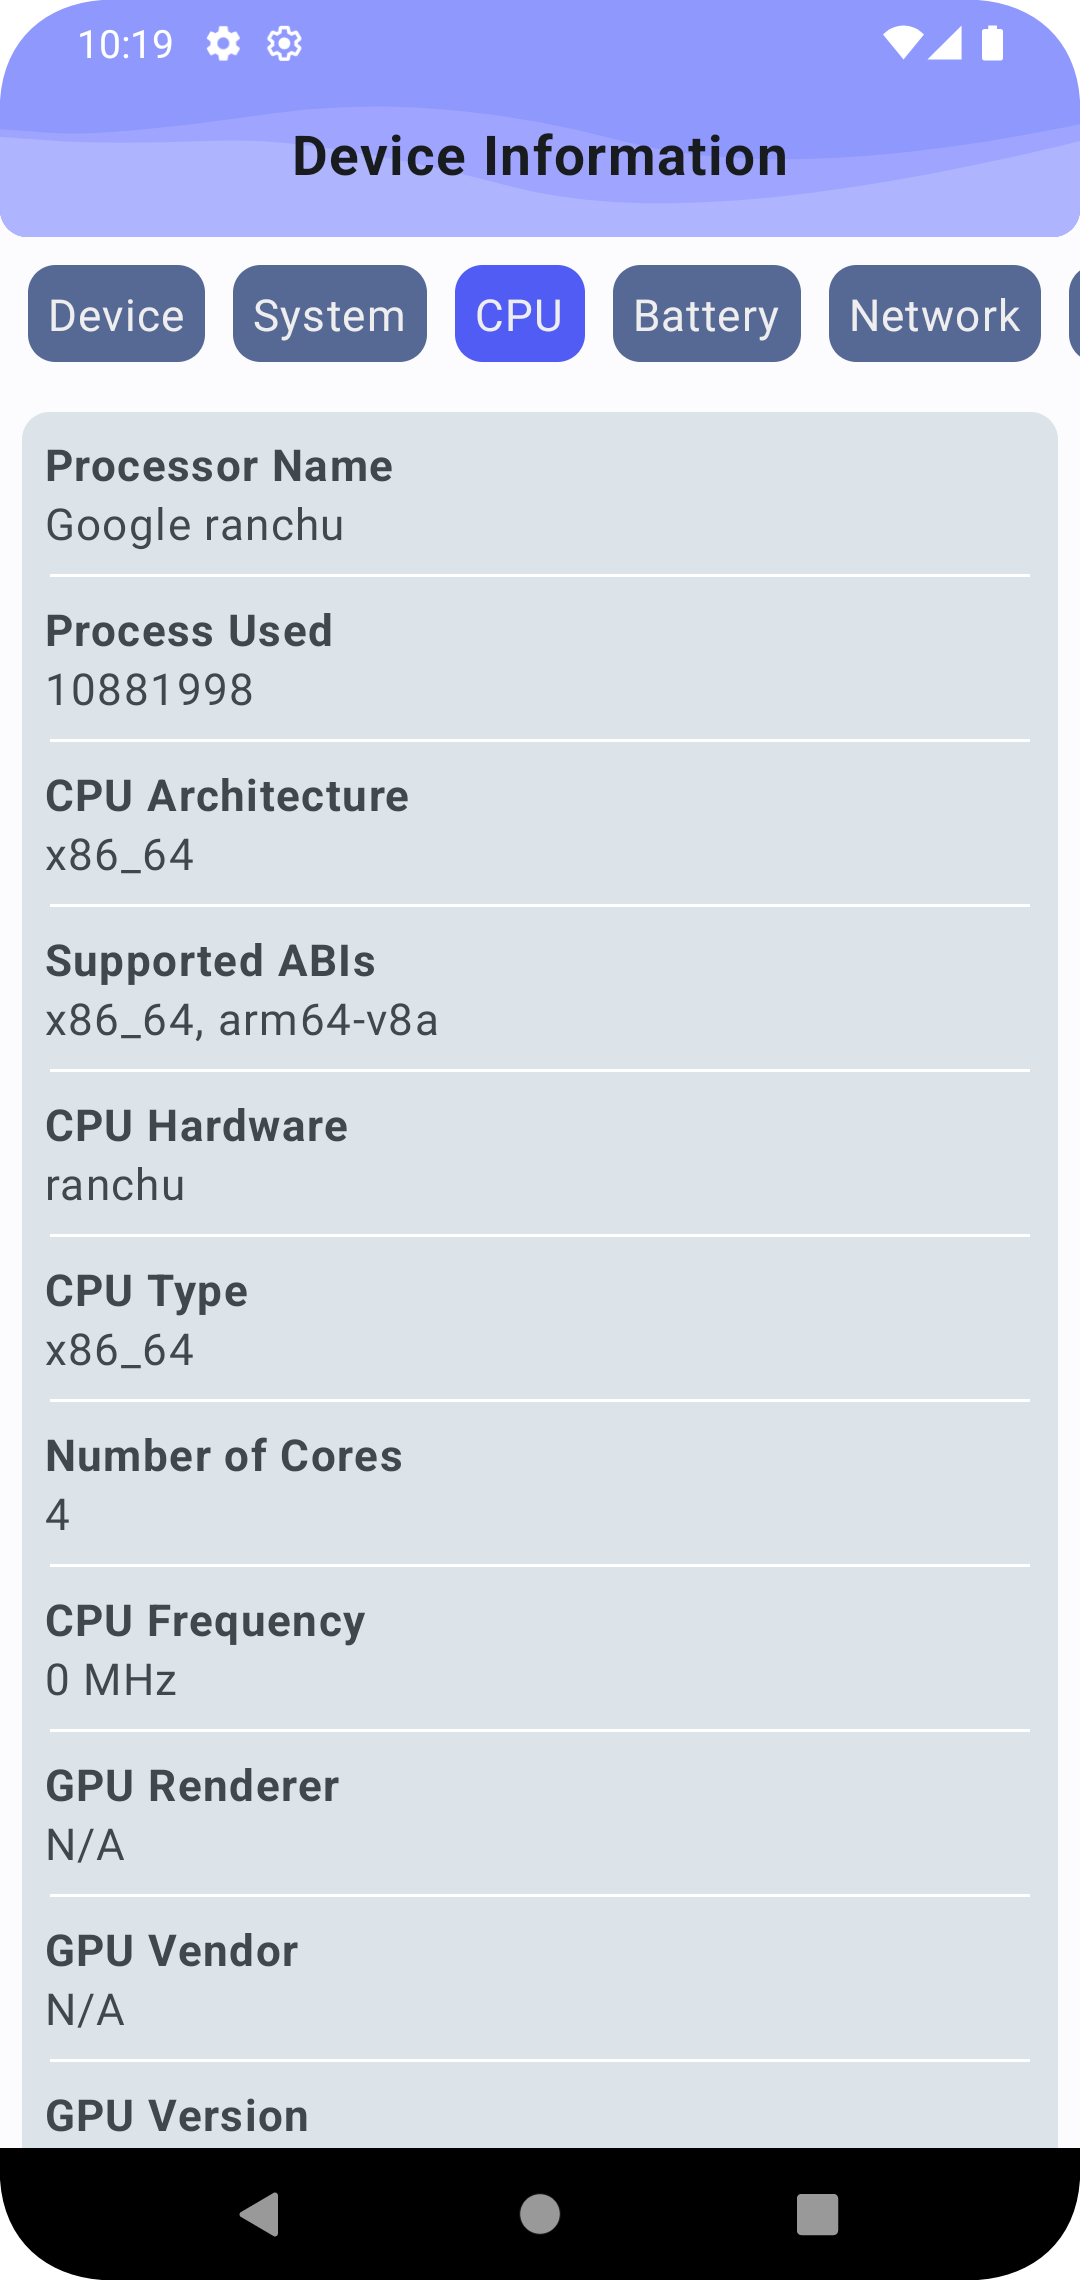 10:19
Device Information
Device System CPU Battery Network
Processor Name
Google ranchu
Process Used
10881998
CPU Architecture
x86_64
Supported ABIs
x86_64, arm64-v8a
CPU Hardware
ranchu
CPU Type
x86_64
Number of Cores
4
CPU Frequency
0 MHz
GPU Renderer
N/A
GPU Vendor
N/A
GPU Version